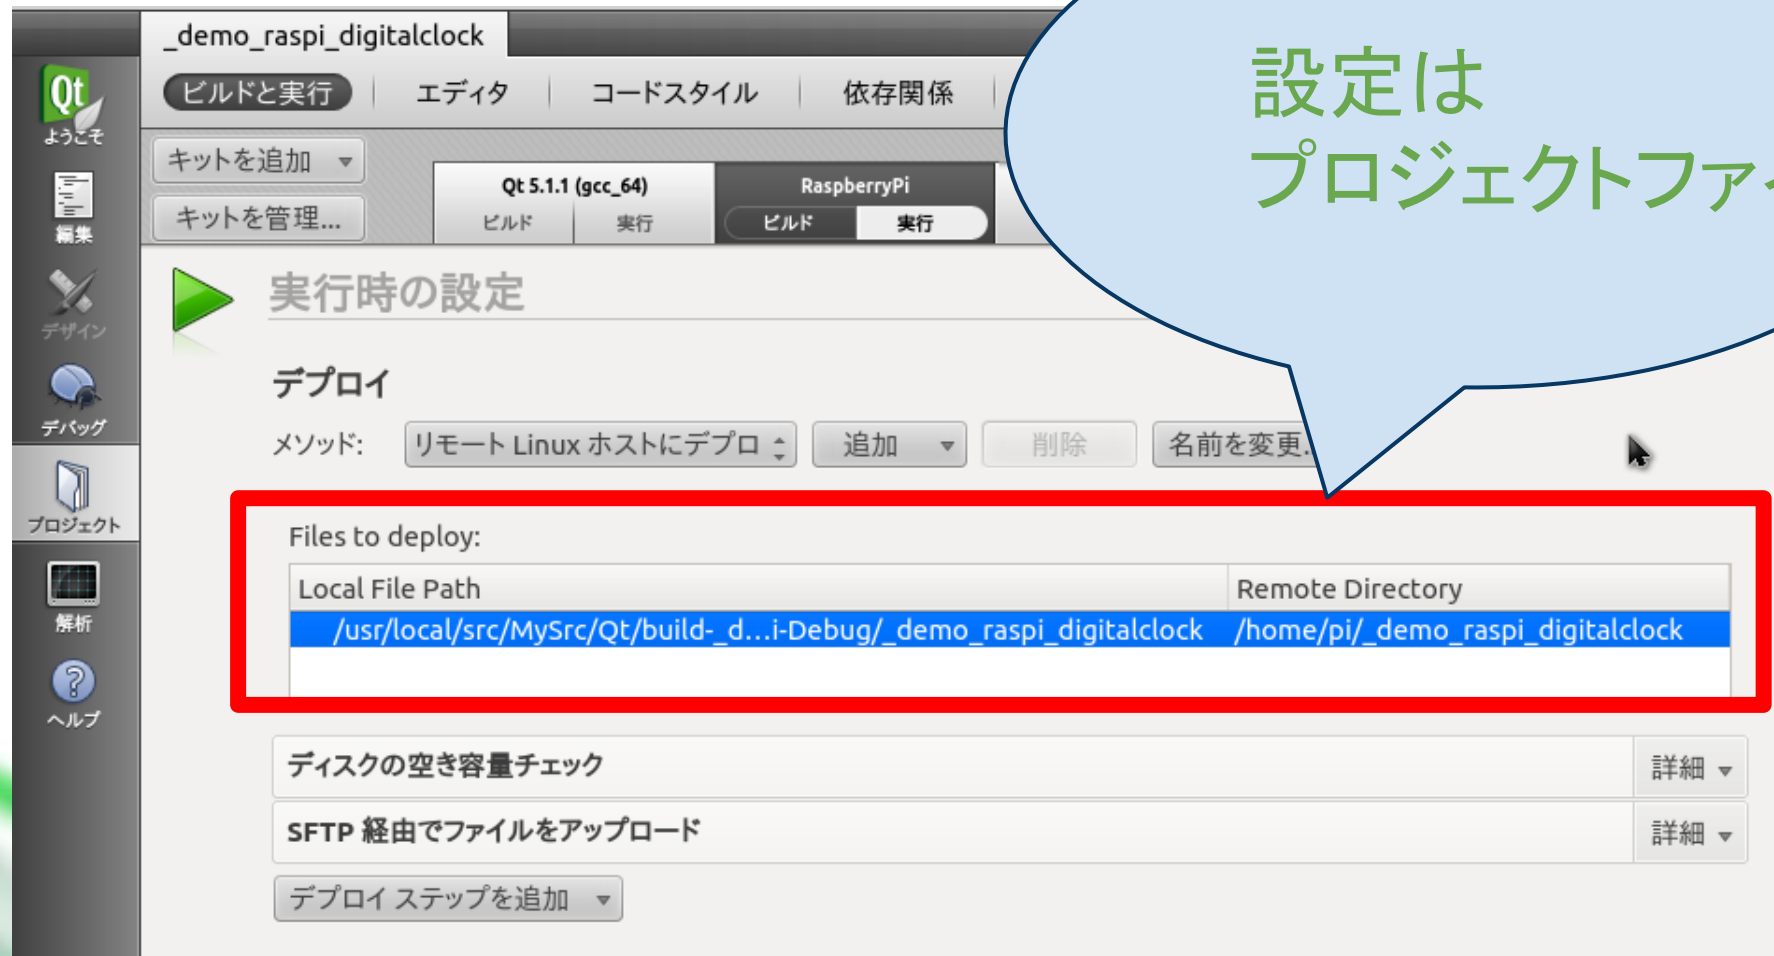 _demo_raspi_digitalclock
Qt
ようこそ
編集
デザイン
デバッグ
プロジェクト
解析
ヘルプ
ビルドと実行 エディタ コードスタイル 依存関係
キットを追加
キットを管理...
Qt 5.1.1 (gcc_64)
ビルド 実行
RaspberryPi
ビルド 実行
設定は
プロジェクトファ
実行時の設定
デプロイ
メソッド: リモート Linux ホストにデプロ 追加 削除 名前を変更.
Files to deploy:
Local File Path Remote Directory
/usr/local/src/MySrc/Qt/build-_d...i-Debug/_demo_raspi_digitalclock /home/pi/_demo_raspi_digitalclock
ディスクの空き容量チェック 詳細
SFTP 経由でファイルをアップロード 詳細
デプロイ ステップを追加